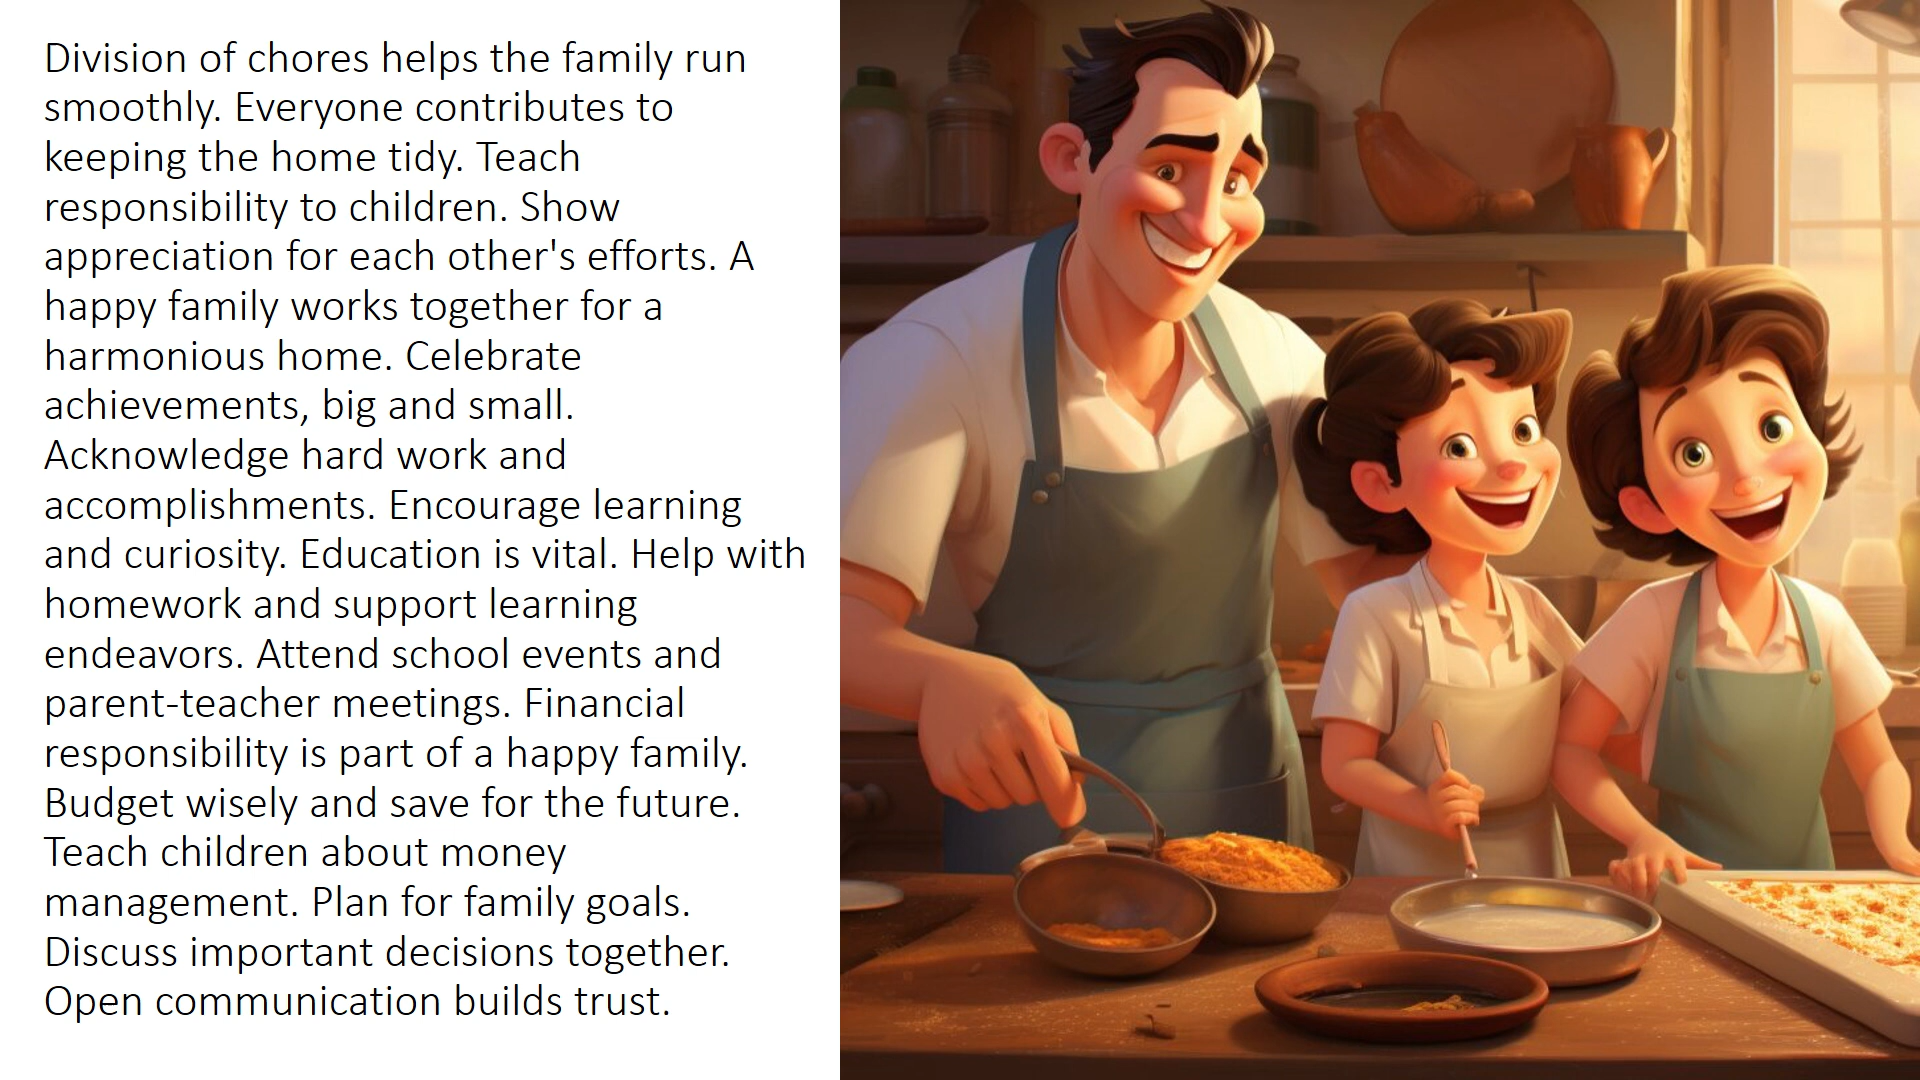 Division of chores helps the family run
smoothly. Everyone contributes to
keeping the home tidy. Teach
responsibility to children. Show
appreciation for each other's efforts. A
happy family works together for a
harmonious home. Celebrate
achievements, big and small.
Acknowledge hard work and
accomplishments. Encourage learning
and curiosity. Education is vital. Help with
homework and support learning
endeavors. Attend school events and
parent-teacher meetings. Financial
responsibility is part of a happy family.
Budget wisely and save for the future.
Teach children about money
management. Plan for family goals.
Discuss important decisions together.
Open communication builds trust.